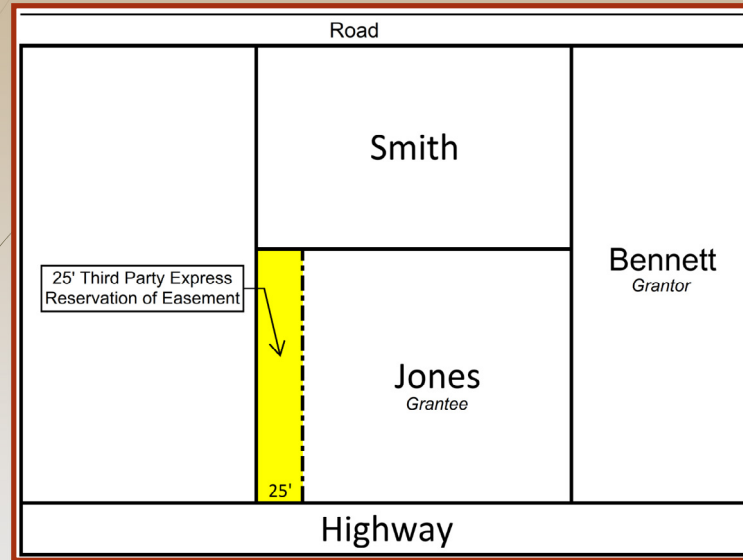 Road
Smith
Bennett
Grantor
25' Third Party Express
Reservation of Easement
Jones
Grantee
25'
Highway